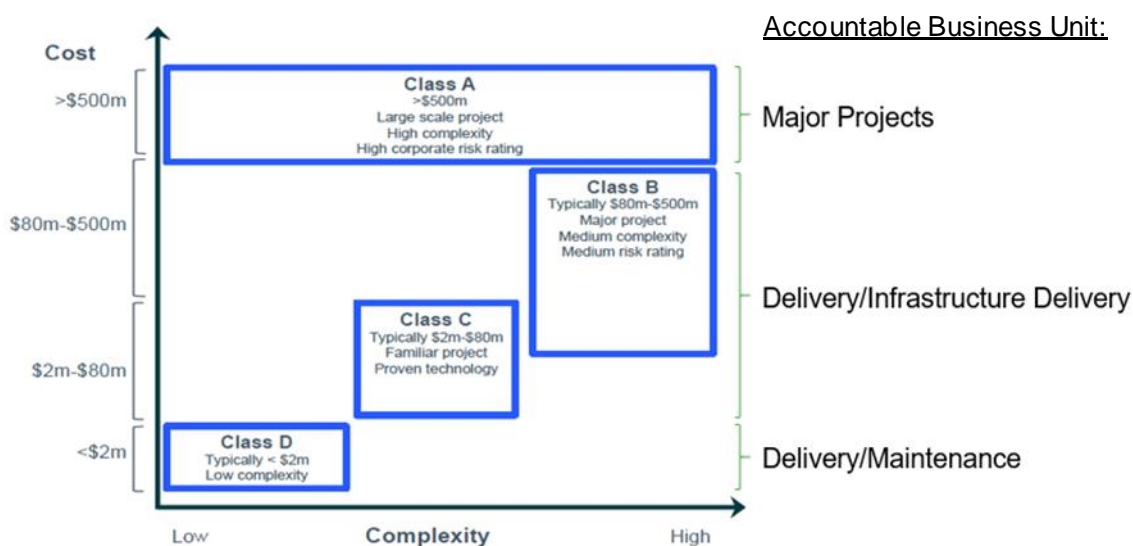 Accountable Business Unit:
Cost
>$500m
Class A
>$500m
Large scale project
High complexity
High corporate risk rating
Major Projects
$80m-$500m
Class B
Typically $80m-$500m
Major project
Medium complexity
Medium risk rating
Delivery/Infrastructure Delivery
$2m-$80m
Class C
Typically $2m-$80m
Familiar project
Proven technology
<$2m
Class D
Typically < $2m
Low complexity
Delivery/Maintenance
Low
Complexity
High